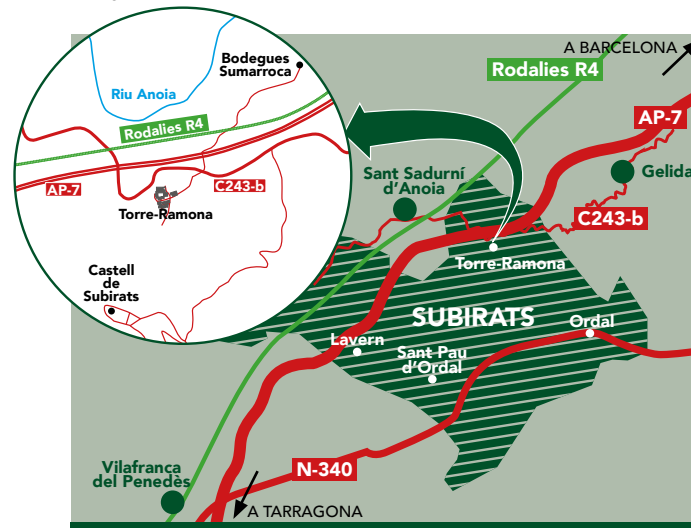 Bodegues
Sumarroca
Riu Anoia
Rodalies R4
AP-7
C243-b
Torre-Ramona
Castell
de
Subirats
A BARCELONA
Rodalies R4
AP-7
Sant Sadurní
d'Anoia
Gelida
C243-b
Torre-Ramona
SUBIRATS
Ordal
Lavern
Sant Pau
d'Ordal
N-340
Vilafranca
del Penedès
A TARRAGONA